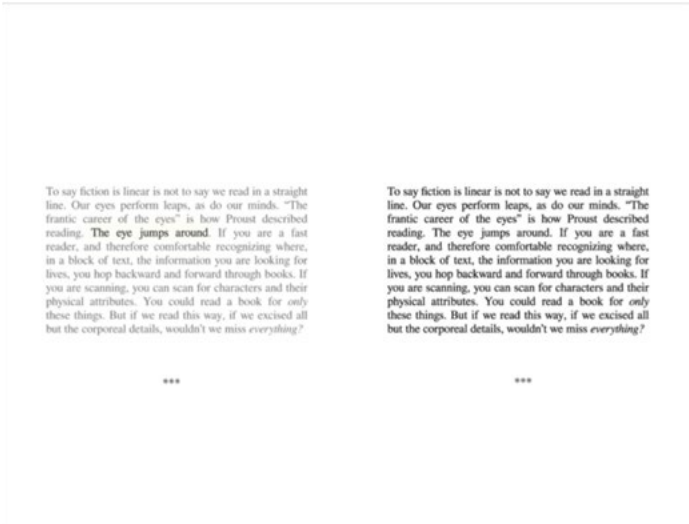 To say fiction is linear is not to say we read in a straight
line. Our eyes perform leaps, as do our minds. "The
frantic career of the eyes" is how Proust described
reading. The eye jumps around. If you are a fast
reader, and therefore comfortable recognizing where,
in a block of text, the information you are looking for
lives, you hop backward and forward through books. If
you are scanning, you can scan for characters and their
physical attributes. You could read a book for only
these things. But if we read this way, if we excised all
but the corporeal details, wouldn't we miss everything?
***
To say fiction is linear is not to say we read in a straight
line. Our eyes perform leaps, as do our minds. "The
frantic career of the eyes" is how Proust described
reading. The eye jumps around. If you are a fast
reader, and therefore comfortable recognizing where,
in a block of text, the information you are looking for
lives, you hop backward and forward through books. If
you are scanning, you can scan for characters and their
physical attributes. You could read a book for only
these things. But if we read this way, if we excised all
but the corporeal details, wouldn't we miss everything?
***